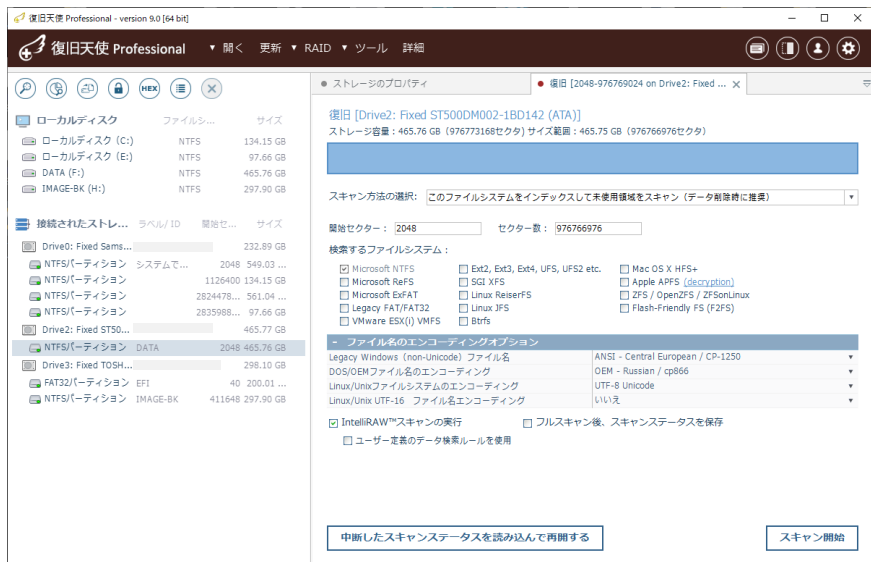 復旧天使 Professional - version 9.0 [64 bit]
復旧天使 Professional ▼ 開く 更新 ▼ RAID ▼ ツール 詳細
HEX
ローカルディスク ファイルシ... サイズ
ローカルディスク (C:) NTFS 134.15 GB
ローカルディスク (E:) NTFS 97.66 GB
DATA (F:) NTFS 465.76 GB
IMAGE-BK (H:) NTFS 297.90 GB
接続されたストレ... ラベル/ ID 開始セ... サイズ
Drive0: Fixed Sams... 232.89 GB
NTFSパーティション システムで... 2048 549.03 ...
NTFSパーティション 1126400 134.15 GB
NTFSパーティション 2824478... 561.04 ...
NTFSパーティション 2835988... 97.66 GB
Drive2: Fixed ST50... 465.77 GB
NTFSパーティション DATA 2048 465.76 GB
Drive3: Fixed TOSH... 298.10 GB
FAT32パーティション EFI 40 200.01 ...
NTFSパーティション IMAGE-BK 411648 297.90 GB
ストレージのプロパティ
復旧 [2048-976769024 on Drive2: Fixed ...
復旧 [Drive2: Fixed ST500DM002-1BD142 (ATA)]
ストレージ容量：465.76 GB（976773168セクタ) サイズ範囲：465.75 GB（976766976セクタ）
スキャン方法の選択: このファイルシステムをインデックスして未使用領域をスキャン（データ削除時に推奨）
開始セクター： 2048 セクター数： 976766976
検索するファイルシステム：
Microsoft NTFS Ext2, Ext3, Ext4, UFS, UFS2 etc. Mac OS X HFS+
Microsoft ReFS SGI XFS Apple APFS (decryption)
Microsoft ExFAT Linux ReiserFS ZFS / OpenZFS / ZFSonLinux
Legacy FAT/FAT32 Linux JFS Flash-Friendly FS (F2FS)
VMware ESX(i) VMFS Btrfs
- ファイル名のエンコーディングオプション
Legacy Windows (non-Unicode) ファイル名 ANSI - Central European / CP-1250
DOS/OEMファイル名のエンコーディング OEM - Russian / cp866
Linux/Unixファイルシステムのエンコーディング UTF-8 Unicode
Linux/Unix UTF-16 ファイル名エンコーディング いいえ
IntelliRAW™スキャンの実行 フルスキャン後、スキャンステータスを保存
ユーザー定義のデータ検索ルールを使用
中断したスキャンステータスを読み込んで再開する スキャン開始